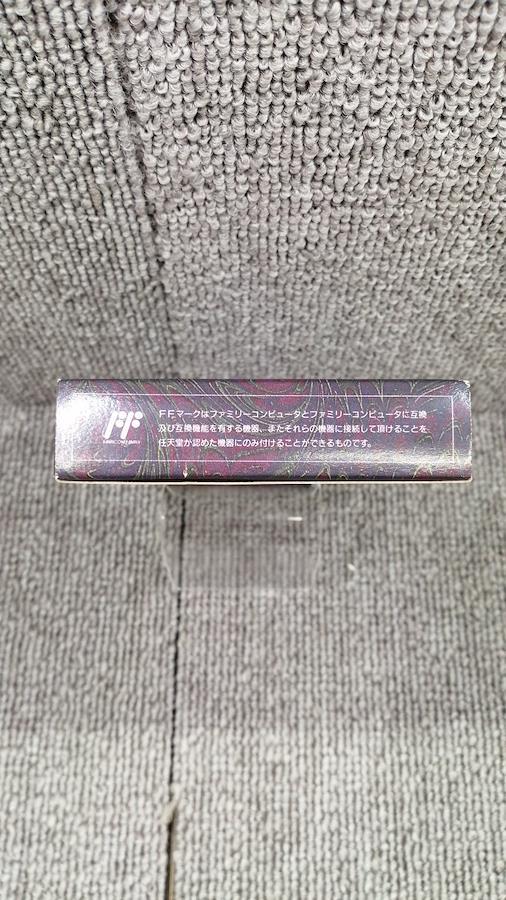 FF
FFマークはファミリーコンピュータとファミリーコンピュータに互換
及び互換機能を有する機器、またそれらの機器に接続して頂けることを
任天堂が認めた機器にのみ付けることができるものです。